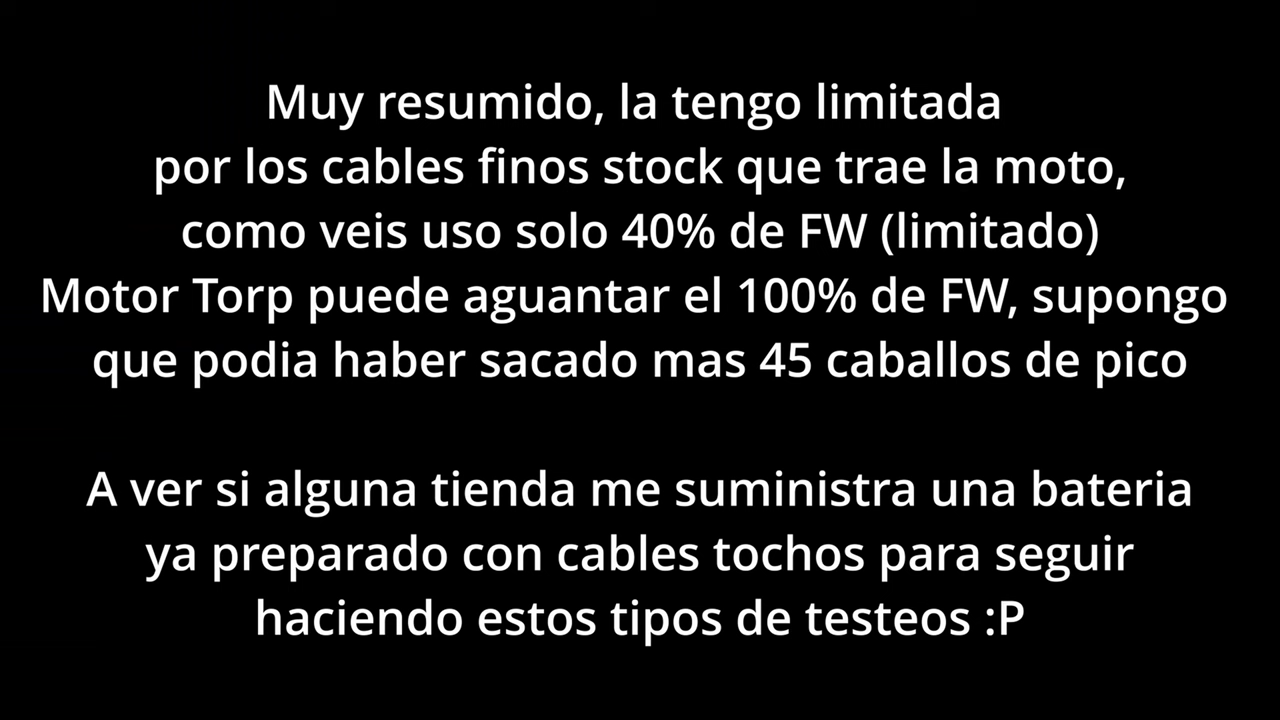 Muy resumido, la tengo limitada
por los cables finos stock que trae la moto,
como veis uso solo 40% de FW (limitado)
Motor Torp puede aguantar el 100% de FW, supongo
que podia haber sacado mas 45 caballos de pico
A ver si alguna tienda me suministra una bateria
ya preparado con cables tochos para seguir
haciendo estos tipos de testeos :P